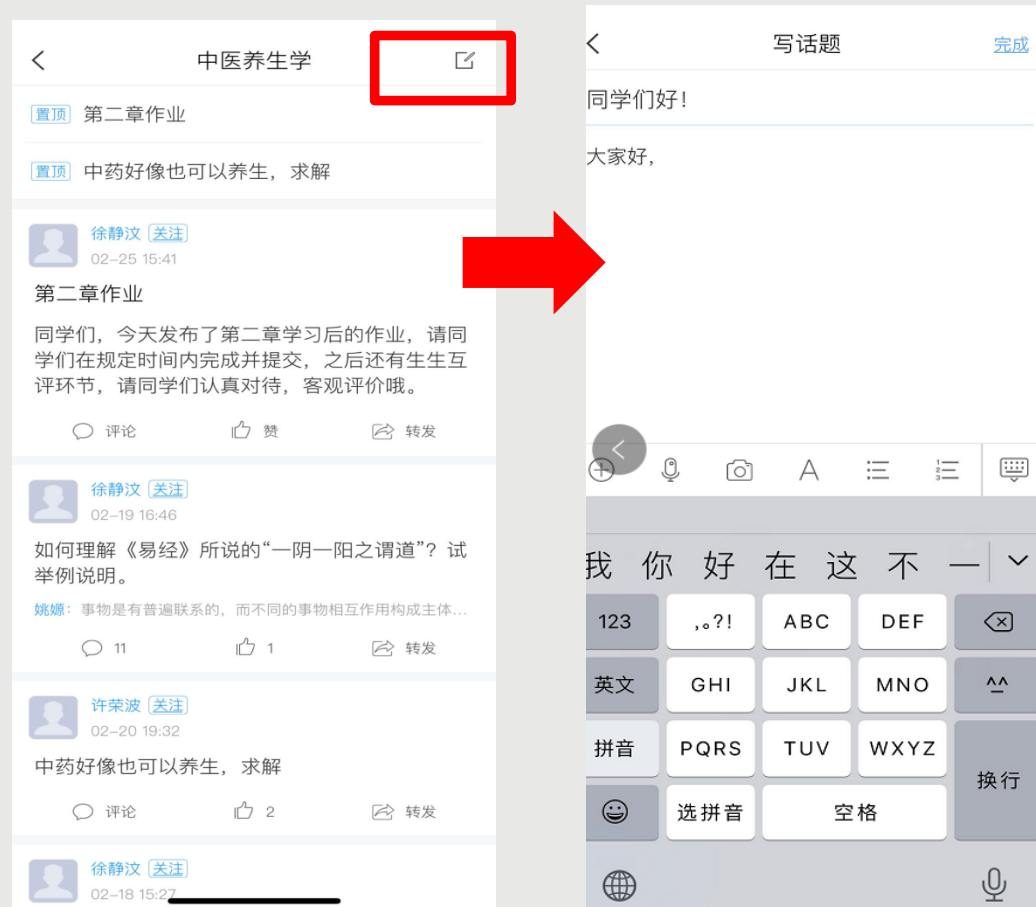 中医养生学
置顶 第二章作业
置顶 中药好像也可以养生，求解
徐静汶 关注
02-25 15:41
第二章作业
同学们，今天发布了第二章学习后的作业，请同
学们在规定时间内完成并提交，之后还有生生互
评环节，请同学们认真对待，客观评价哦。
评论 赞 转发
徐静汶 关注
02-19 16:46
如何理解《易经》所说的“一阴一阳之谓道”？试
举例说明。
姚嫄：事物是有普遍联系的，而不同的事物相互作用构成主体...
11 1 转发
许荣波 关注
02-20 19:32
中药好像也可以养生，求解
评论 2 转发
徐静汶 关注
02-18 15:27
写话题 完成
同学们好！
大家好，
A
我 你 好 在 这 不 一
123 ,。?! ABC DEF
英文 GHI JKL MNO ^^
拼音 PQRS TUV WXYZ
换行
选拼音 空格